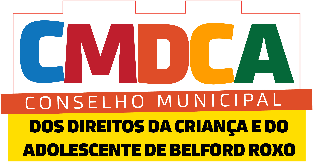 CMDCA
CONSELHO MUNICIPAL
DOS DIREITOS DA CRIANÇA E DO
ADOLESCENTE DE BELFORD ROXO